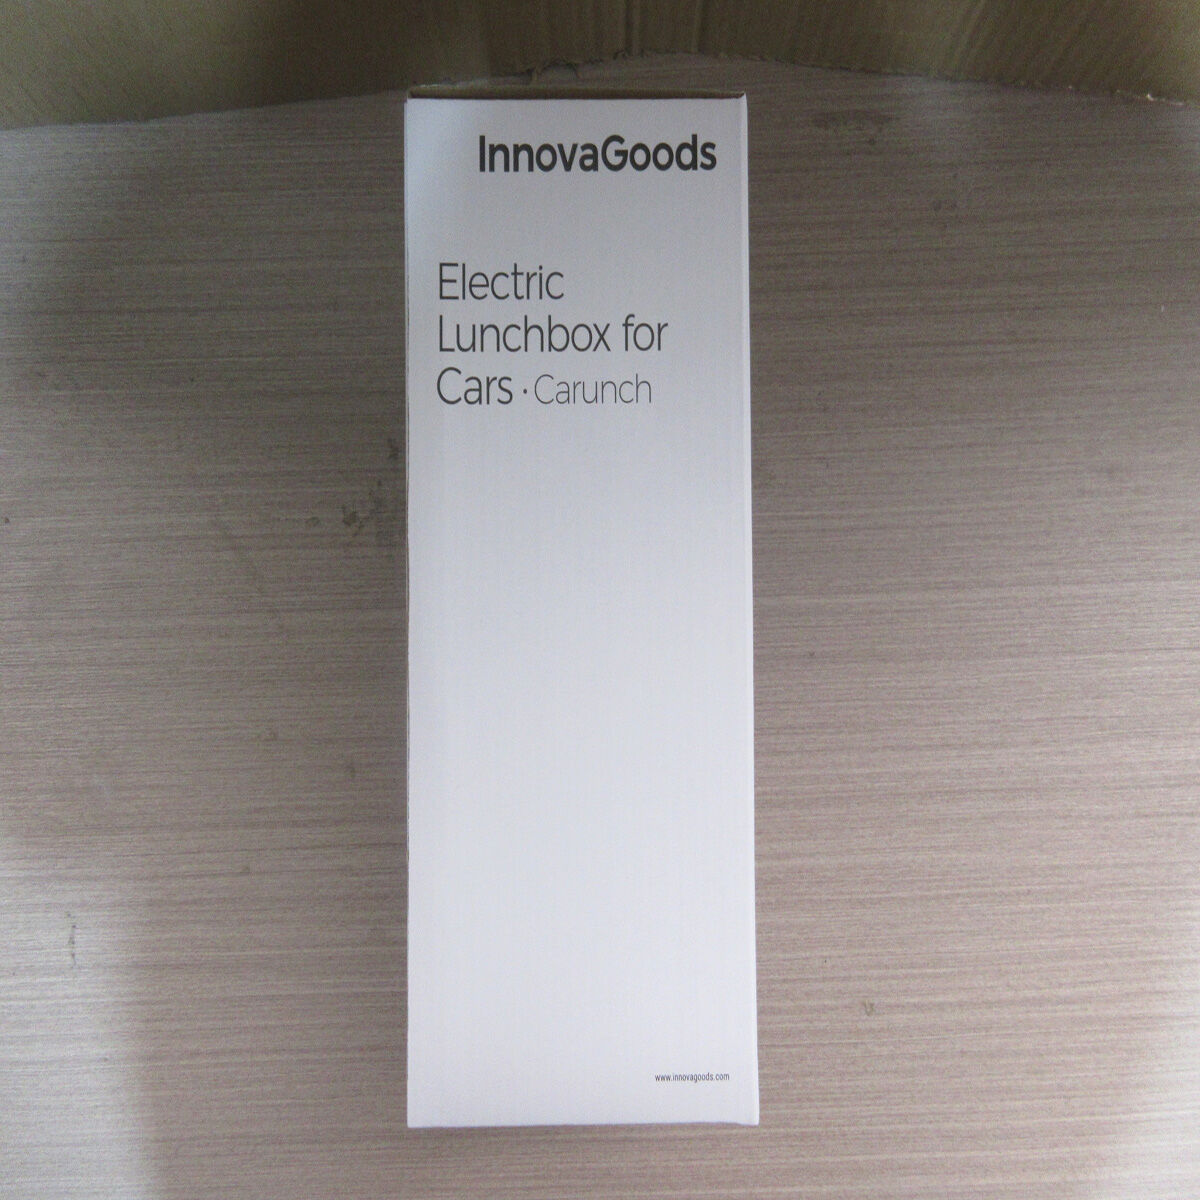 InnovaGoods
Electric
Lunchbox for
Cars · Carunch
www.innovagoods.com